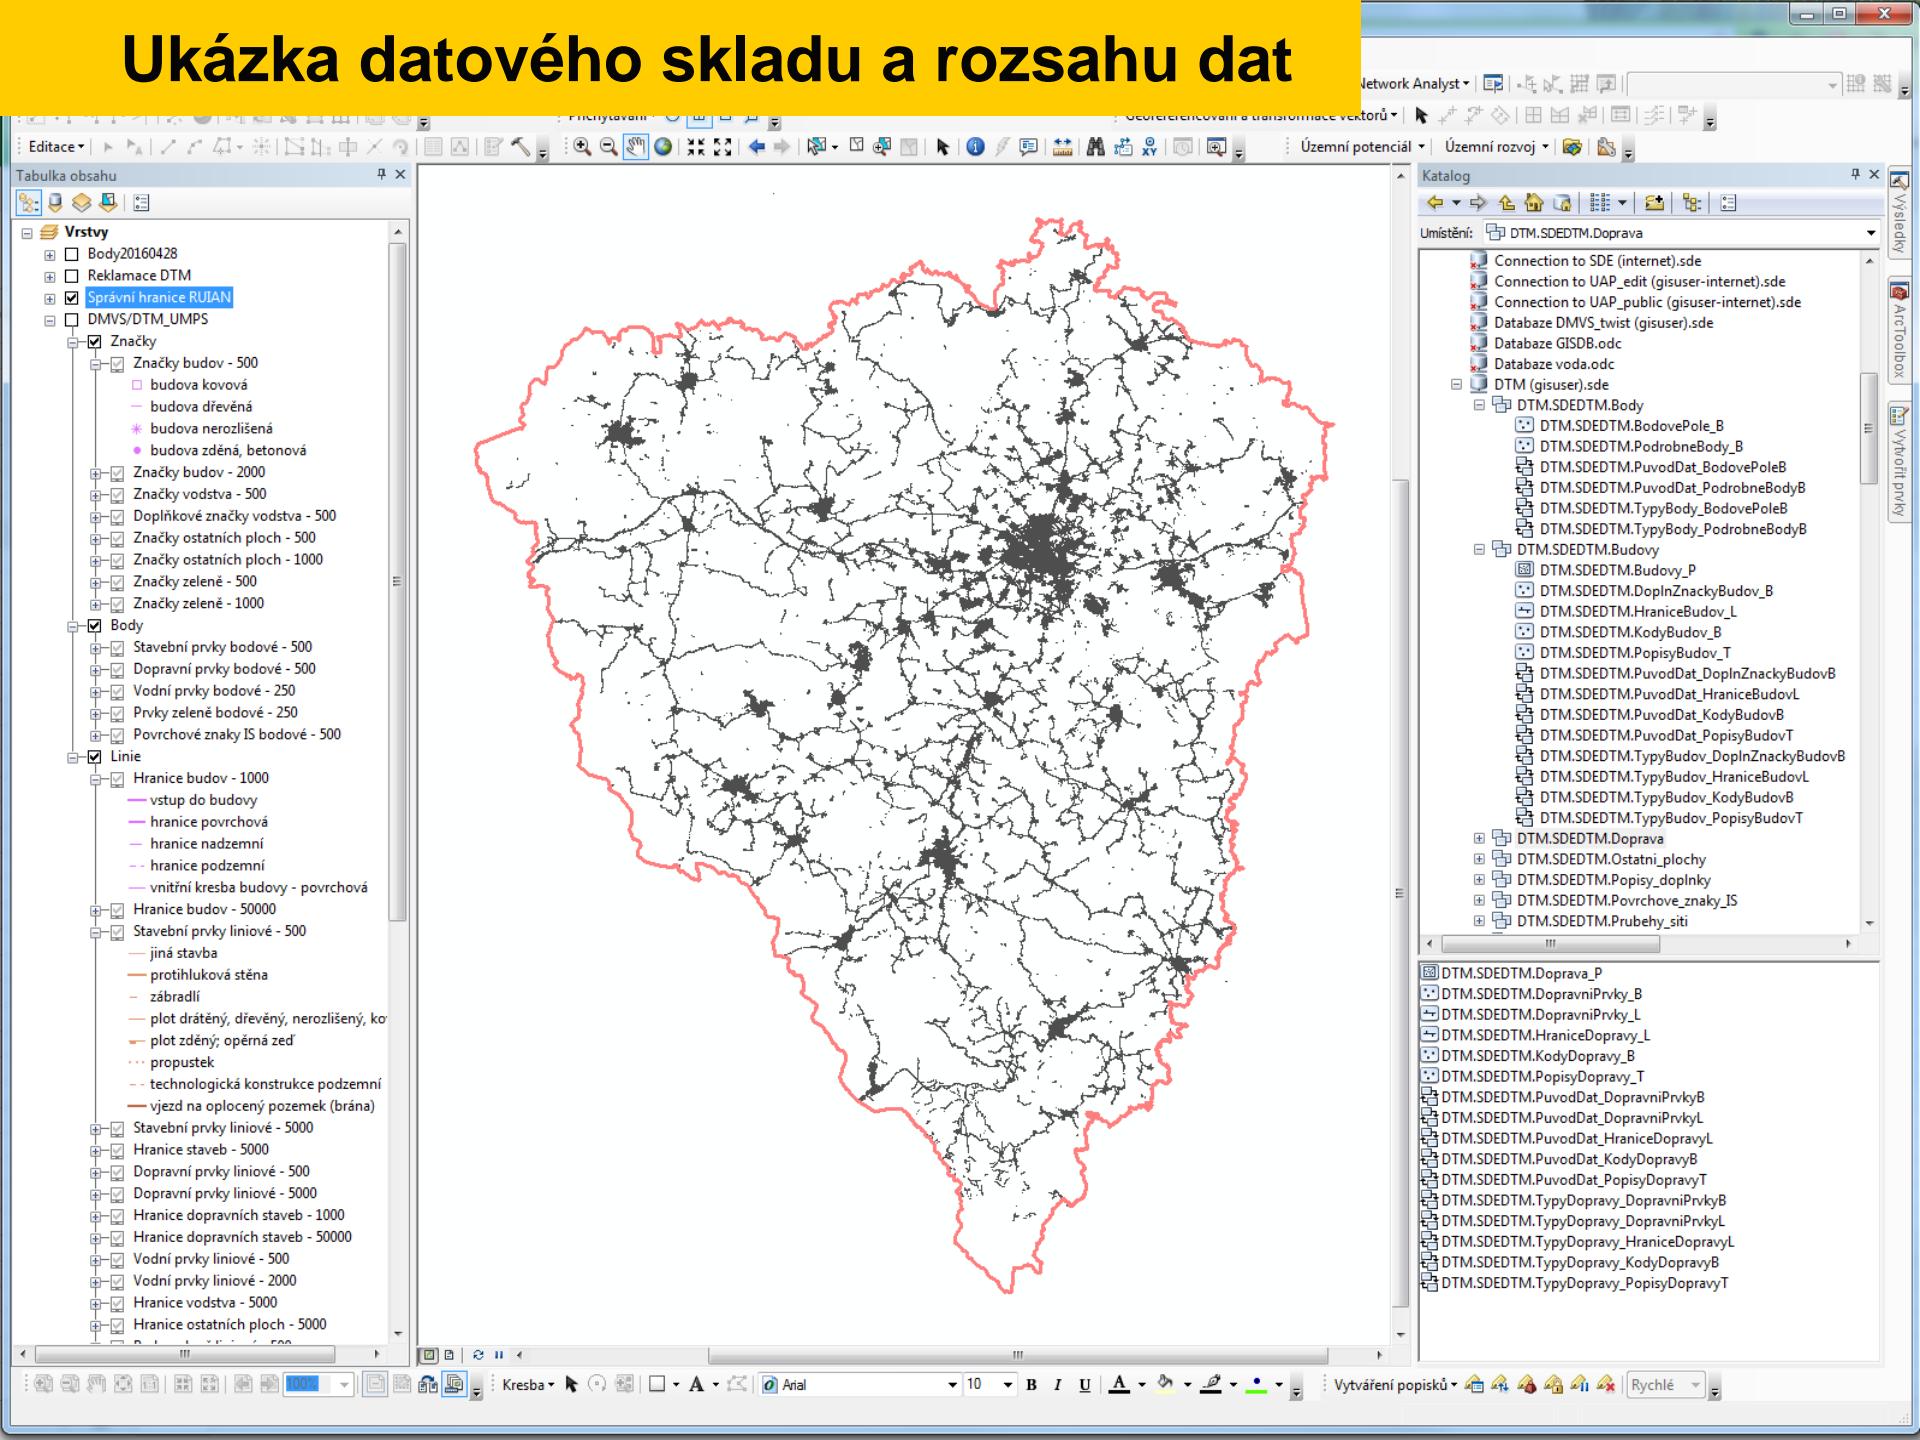 Ukázka datového skladu a rozsahu dat
Network Analyst
Editace
Územní potenciál
Územní rozvoj
Tabulka obsahu
Vrstvy
Body20160428
Reklamace DTM
Správní hranice RUIAN
DMVS/DTM_UMPS
Značky
Značky budov - 500
budova kovová
budova dřevěná
budova nerozlišená
budova zděná, betonová
Značky budov - 2000
Značky vodstva - 500
Doplňkové značky vodstva - 500
Značky ostatních ploch - 500
Značky ostatních ploch - 1000
Značky zeleně - 500
Značky zeleně - 1000
Body
Stavební prvky bodové - 500
Dopravní prvky bodové - 500
Vodní prvky bodové - 250
Prvky zeleně bodové - 250
Povrchové znaky IS bodové - 500
Linie
Hranice budov - 1000
vstup do budovy
hranice povrchová
hranice nadzemní
hranice podzemní
vnitřní kresba budovy - povrchová
Hranice budov - 50000
Stavební prvky liniové - 500
jiná stavba
protihluková stěna
zábradlí
plot drátěný, dřevěný, nerozlišený, ko
plot zděný; opěrná zeď
propustek
technologická konstrukce podzemní
vjezd na oplocený pozemek (brána)
Stavební prvky liniové - 5000
Hranice staveb - 5000
Dopravní prvky liniové - 500
Dopravní prvky liniové - 5000
Hranice dopravních staveb - 1000
Hranice dopravních staveb - 50000
Vodní prvky liniové - 500
Vodní prvky liniové - 2000
Hranice vodstva - 5000
Hranice ostatních ploch - 5000
Katalog
Umístění:
DTM.SDEDTM.Doprava
Connection to SDE (internet).sde
Connection to UAP_edit (gisuser-internet).sde
Connection to UAP_public (gisuser-internet).sde
Database DMVS_twist (gisuser).sde
Database GISDB.odc
Database voda.odc
DTM (gisuser).sde
DTM.SDEDTM.Body
DTM.SDEDTM.BodovePole_B
DTM.SDEDTM.PodrobneBody_B
DTM.SDEDTM.PuvodDat_BodovePoleB
DTM.SDEDTM.PuvodDat_PodrobneBodyB
DTM.SDEDTM.TypyBody_BodovePoleB
DTM.SDEDTM.TypyBody_PodrobneBodyB
DTM.SDEDTM.Budovy
DTM.SDEDTM.Budovy_P
DTM.SDEDTM.DoplnZnackyBudov_B
DTM.SDEDTM.HraniceBudov_L
DTM.SDEDTM.KodyBudov_B
DTM.SDEDTM.PopisyBudov_T
DTM.SDEDTM.PuvodDat_DoplnZnackyBudovB
DTM.SDEDTM.PuvodDat_HraniceBudovL
DTM.SDEDTM.PuvodDat_KodyBudovB
DTM.SDEDTM.PuvodDat_PopisyBudovT
DTM.SDEDTM.TypyBudov_DoplnZnackyBudovB
DTM.SDEDTM.TypyBudov_HraniceBudovL
DTM.SDEDTM.TypyBudov_KodyBudovB
DTM.SDEDTM.TypyBudov_PopisyBudovT
DTM.SDEDTM.Doprava
DTM.SDEDTM.Ostatni_plochy
DTM.SDEDTM.Popisy_doplnky
DTM.SDEDTM.Povrchove_znaky_IS
DTM.SDEDTM.Prubehy_siti
DTM.SDEDTM.Doprava_P
DTM.SDEDTM.DopravniPrvky_B
DTM.SDEDTM.DopravniPrvky_L
DTM.SDEDTM.HraniceDopravy_L
DTM.SDEDTM.KodyDopravy_B
DTM.SDEDTM.PopisyDopravy_T
DTM.SDEDTM.PuvodDat_DopravniPrvkyB
DTM.SDEDTM.PuvodDat_DopravniPrvkyL
DTM.SDEDTM.PuvodDat_HraniceDopravyL
DTM.SDEDTM.PuvodDat_KodyDopravyB
DTM.SDEDTM.PuvodDat_PopisyDopravyT
DTM.SDEDTM.TypyDopravy_DopravniPrvkyB
DTM.SDEDTM.TypyDopravy_DopravniPrvkyL
DTM.SDEDTM.TypyDopravy_HraniceDopravyL
DTM.SDEDTM.TypyDopravy_KodyDopravyB
DTM.SDEDTM.TypyDopravy_PopisyDopravyT
Výsledky
ArcToolbox
Vytvořit prvky
100%
Kresba
Arial
10
B I U
Vytváření popisků
Rychlé